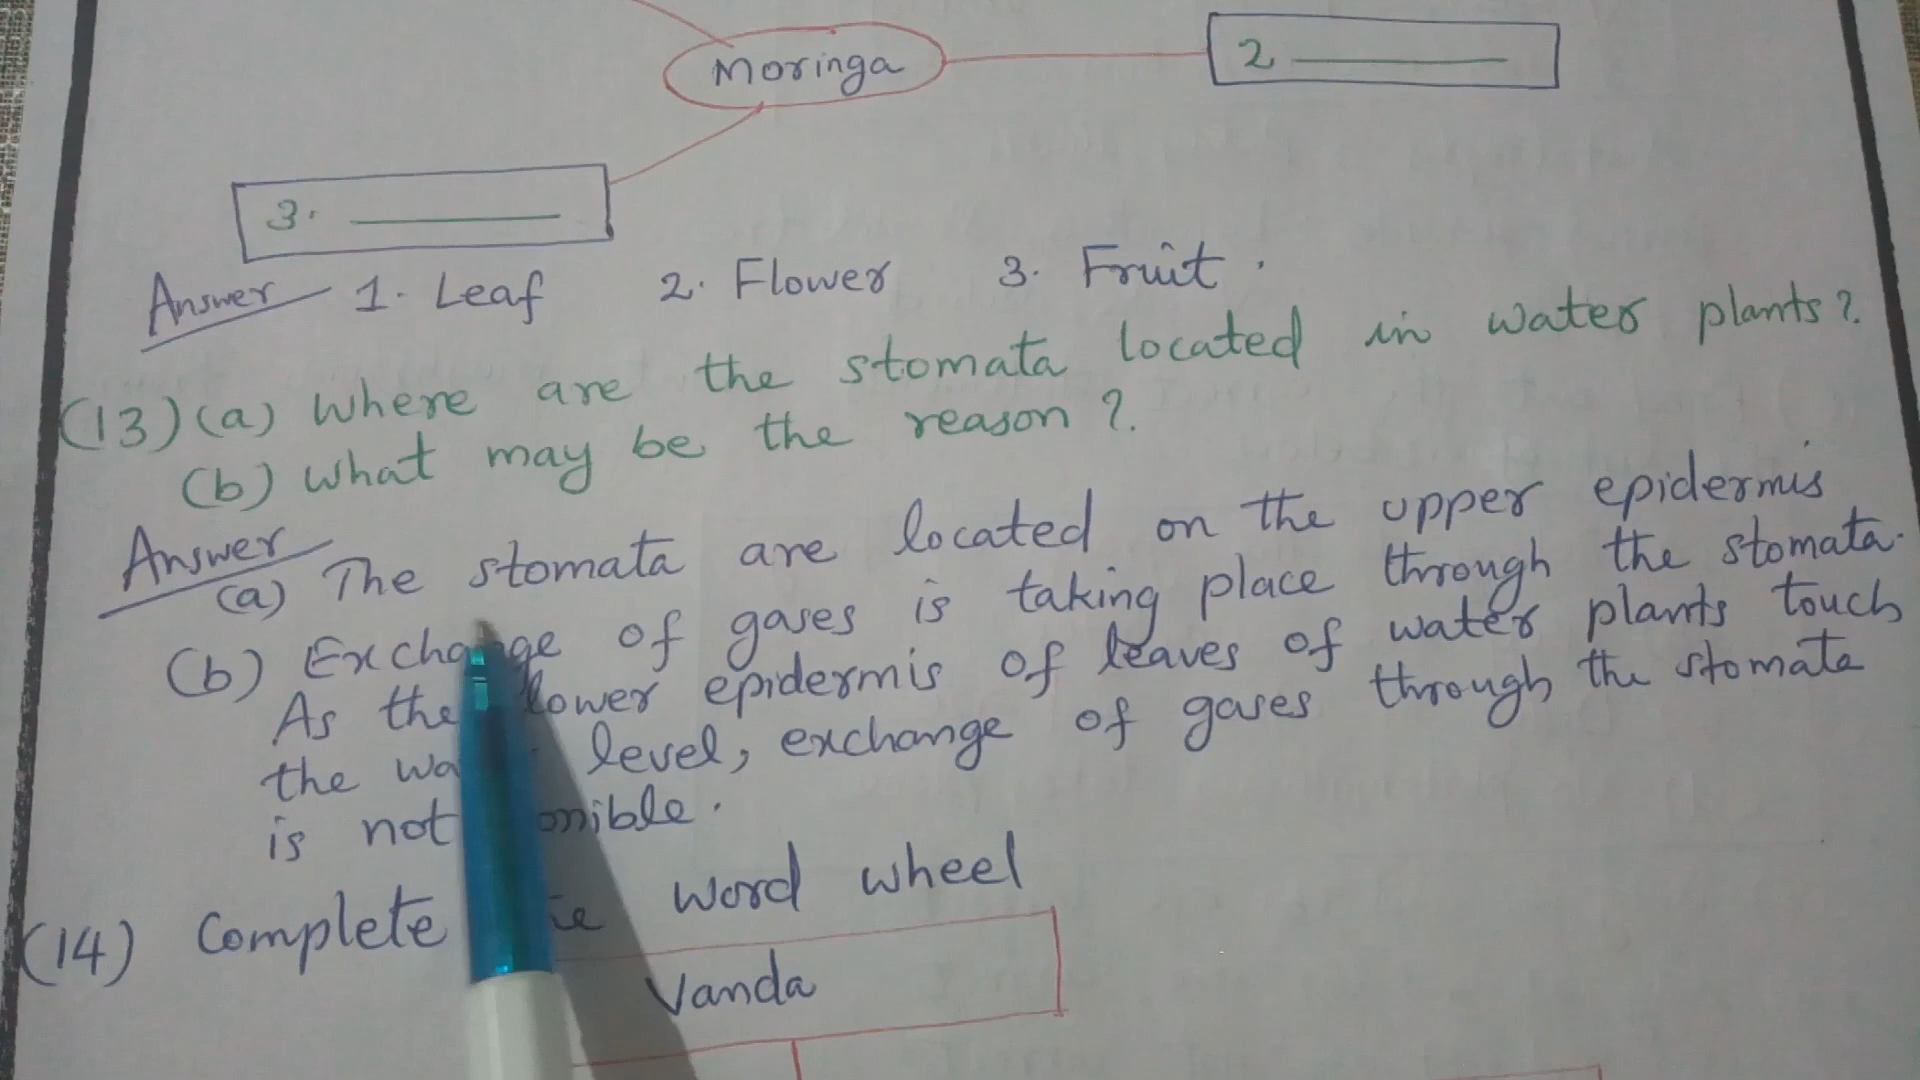 Moringa
2
3.
Answer 1. Leaf 2. Flower 3. Fruit.
(13) (a) Where are the stomata located in water plants?
(b) What may be the reason?
Answer
(a) The stomata are located on the upper epidermis
(b) Exchange of gases is taking place through the stomata.
As the lower epidermis of leaves of water plants touch
the level, exchange of gases through the stomata
is not
(14) Complete word wheel
Vanda